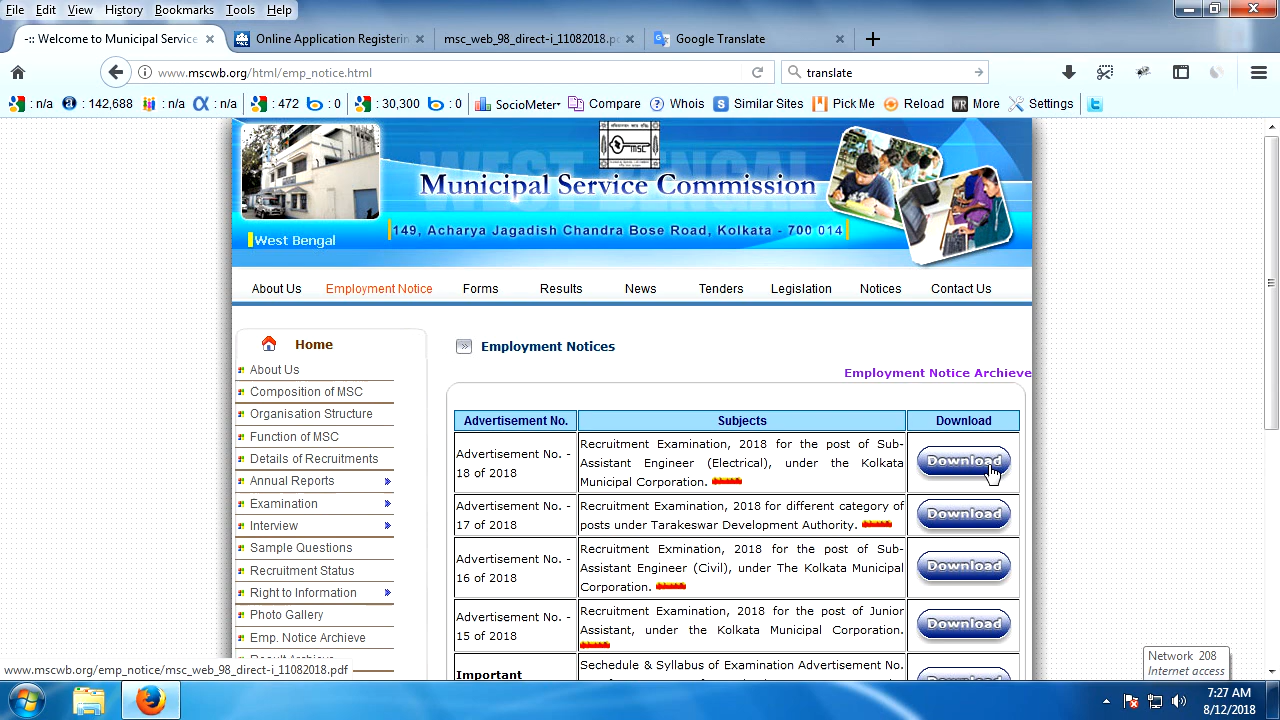 File Edit View History Bookmarks Tools Help
-:: Welcome to Municipal Service × Online Application Registerin × msc_web_98_direct-i_11082018.pd × Google Translate × +
www.mscwb.org/html/emp_notice.html translate
: n/a : 142,688 : n/a : n/a : 472 : 0 : 30,300 : 0 SocioMeter Compare Whois Similar Sites Pick Me Reload More Settings
MSC
WEST BENGAL
Municipal Service Commission
149, Acharya Jagadish Chandra Bose Road, Kolkata - 700 014
West Bengal
About Us Employment Notice Forms Results News Tenders Legislation Notices Contact Us
Home
About Us
Composition of MSC
Organisation Structure
Function of MSC
Details of Recruitments
Annual Reports
Examination
Interview
Sample Questions
Recruitment Status
Right to Information
Photo Gallery
Emp. Notice Archieve
Employment Notices
Employment Notice Archieve
Advertisement No. Subjects Download
Advertisement No. - 18 of 2018
Recruitment Examination, 2018 for the post of Sub-
Assistant Engineer (Electrical), under the Kolkata
Municipal Corporation.
Download
Advertisement No. - 17 of 2018
Recruitment Examination, 2018 for different category of
posts under Tarakeswar Development Authority.
Download
Advertisement No. - 16 of 2018
Recruitment Exmination, 2018 for the post of Sub-
Assistant Engineer (Civil), under The Kolkata Municipal
Corporation.
Download
Advertisement No. - 15 of 2018
Recruitment Examination, 2018 for the post of Junior
Assistant, under the Kolkata Municipal Corporation.
Download
Important
Sechedule & Syllabus of Examination Advertisement No.
www.mscwb.org/emp_notice/msc_web_98_direct-i_11082018.pdf
Network 208
Internet access
7:27 AM
8/12/2018